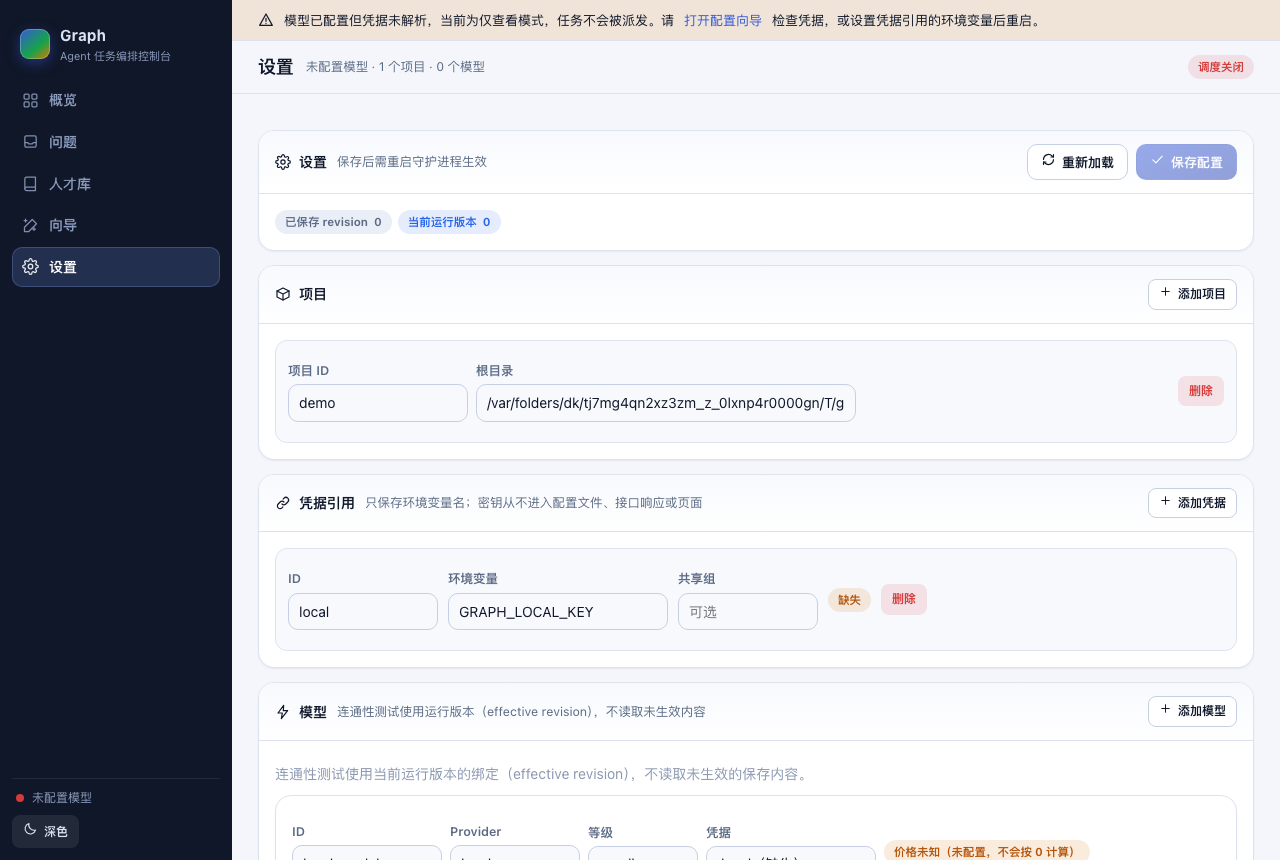 Graph
Agent 任务编排控制台
概览
问题
人才库
向导
设置
未配置模型
深色
模型已配置但凭据未解析，当前为仅查看模式，任务不会被派发。请 打开配置向导 检查凭据，或设置凭据引用的环境变量后重启。
设置 未配置模型 · 1 个项目 · 0 个模型
调度关闭
设置 保存后需重启守护进程生效
重新加载
保存配置
已保存 revision 0
当前运行版本 0
项目
添加项目
项目 ID
根目录
demo
/var/folders/dk/tj7mg4qn2xz3zm_z_0lxnp4r0000gn/T/g
删除
凭据引用 只保存环境变量名；密钥从不进入配置文件、接口响应或页面
添加凭据
ID
环境变量
共享组
local
GRAPH_LOCAL_KEY
可选
缺失
删除
模型 连通性测试使用运行版本（effective revision），不读取未生效内容
添加模型
连通性测试使用当前运行版本的绑定（effective revision），不读取未生效的保存内容。
ID
Provider
等级
凭据
价格未知（未配置，不会按 0 计算）